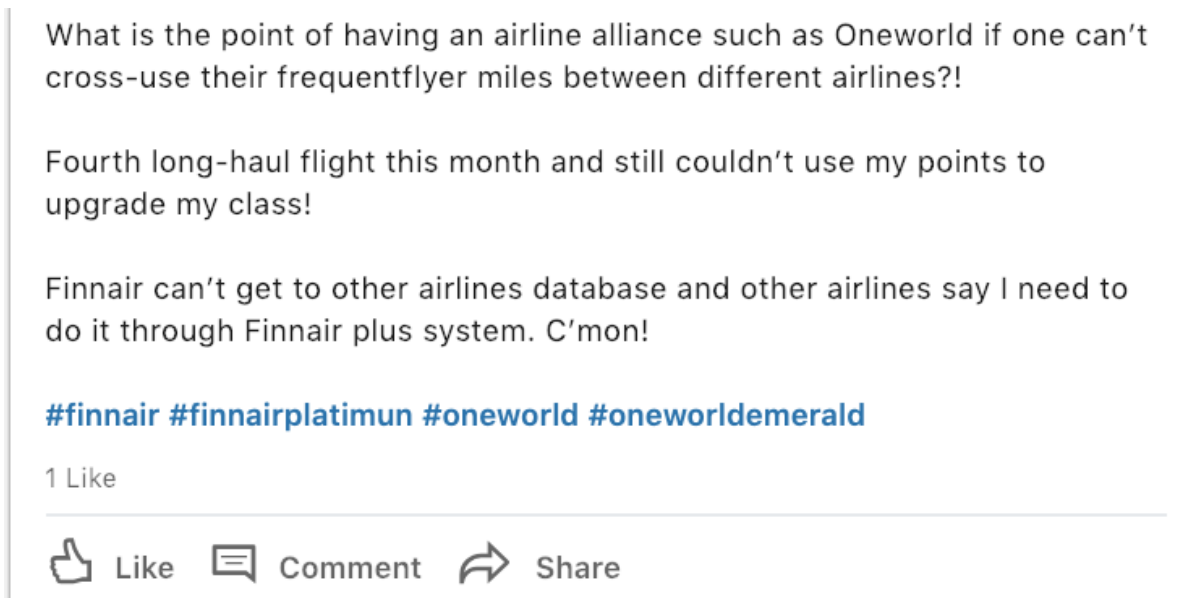 What is the point of having an airline alliance such as Oneworld if one can't
cross-use their frequentflyer miles between different airlines?!
Fourth long-haul flight this month and still couldn't use my points to
upgrade my class!
Finnair can't get to other airlines database and other airlines say I need to
do it through Finnair plus system. C'mon!
#finnair #finnairplatimun #oneworld #oneworldemerald
1 Like
Like Comment Share